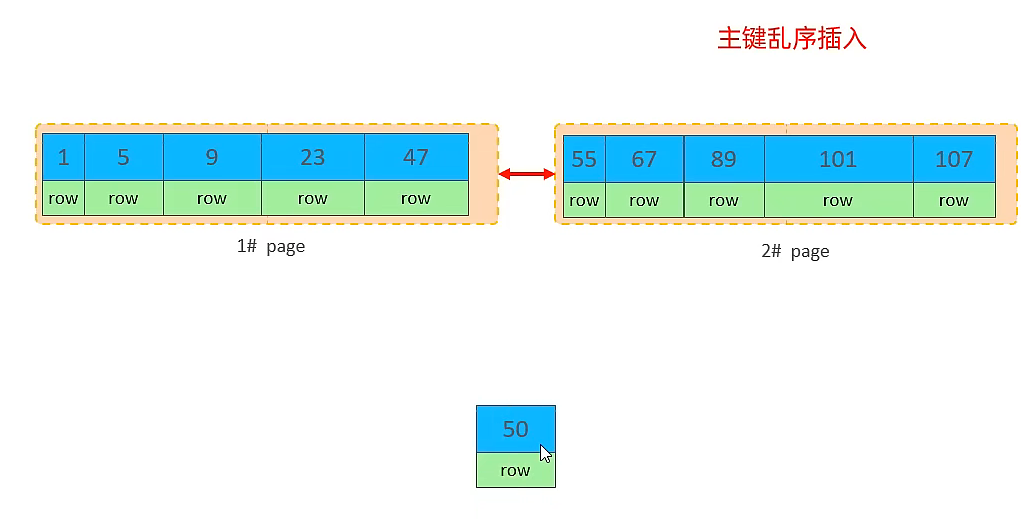 主键乱序插入
1 5 9 23 47
row row row row row
1# page
55 67 89 101 107
row row row row row
2# page
50
row